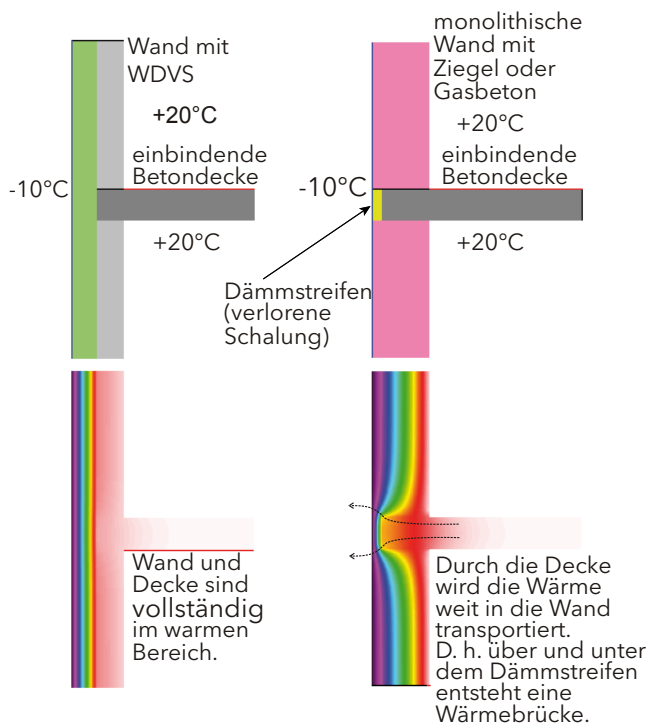 Wand mit
WDVS
+20°C
einbindende
Betondecke
-10°C
+20°C
monolithische
Wand mit
Ziegel oder
Gasbeton
+20°C
einbindende
Betondecke
-10°C
+20°C
Dämmstreifen
(verlorene
Schalung)
Wand und
Decke sind
vollständig
im warmen
Bereich.
Durch die Decke
wird die Wärme
weit in die Wand
transportiert.
D. h. über und unter
dem Dämmstreifen
entsteht eine
Wärmebrücke.